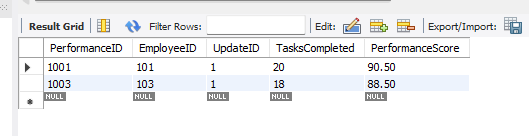 Result Grid Filter Rows: Edit: Export/Import:
PerformanceID EmployeeID UpdateID TasksCompleted PerformanceScore
1001 101 1 20 90.50
1003 103 1 18 88.50
NULL NULL NULL NULL NULL